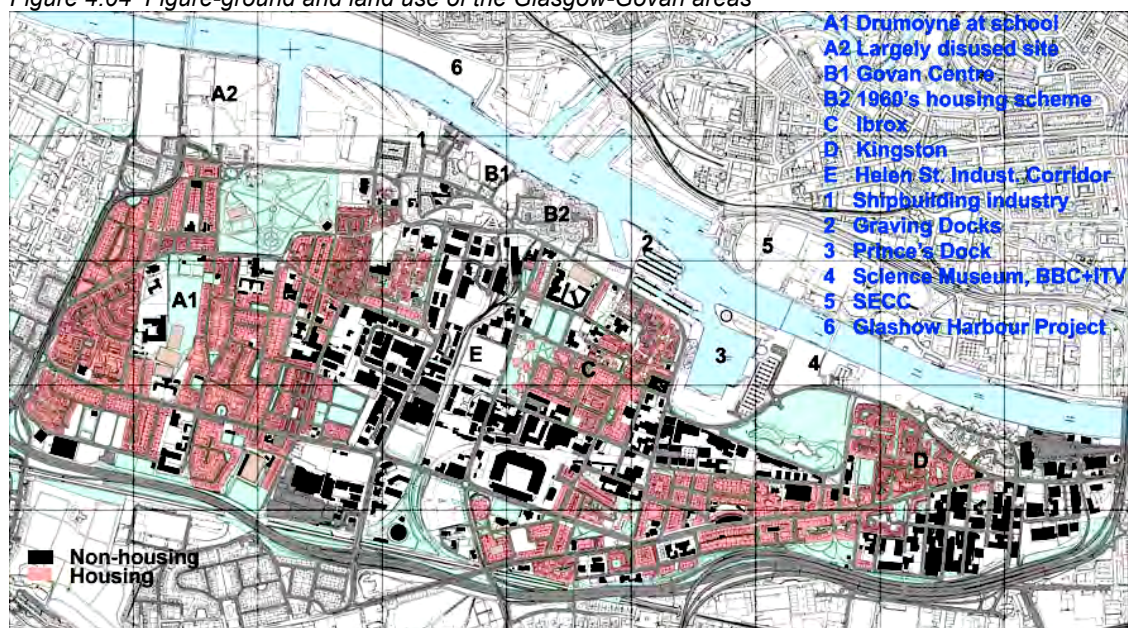 Figure 4.04 Figure-ground and land use of the Glasgow-Govan areas
A1 Drumoyne at school
A2 Largely disused site
B1 Govan Centre
B2 1960's housing scheme
C Ibrox
D Kingston
E Helen St. Indust. Corridor
1 Shipbuilding industry
2 Graving Docks
3 Prince's Dock
4 Science Museum, BBC+ITV
5 SECC
6 Glashow Harbour Project
6
A2
1
B1
B2
2
5
A1
E
C
3
4
D
Non-housing
Housing